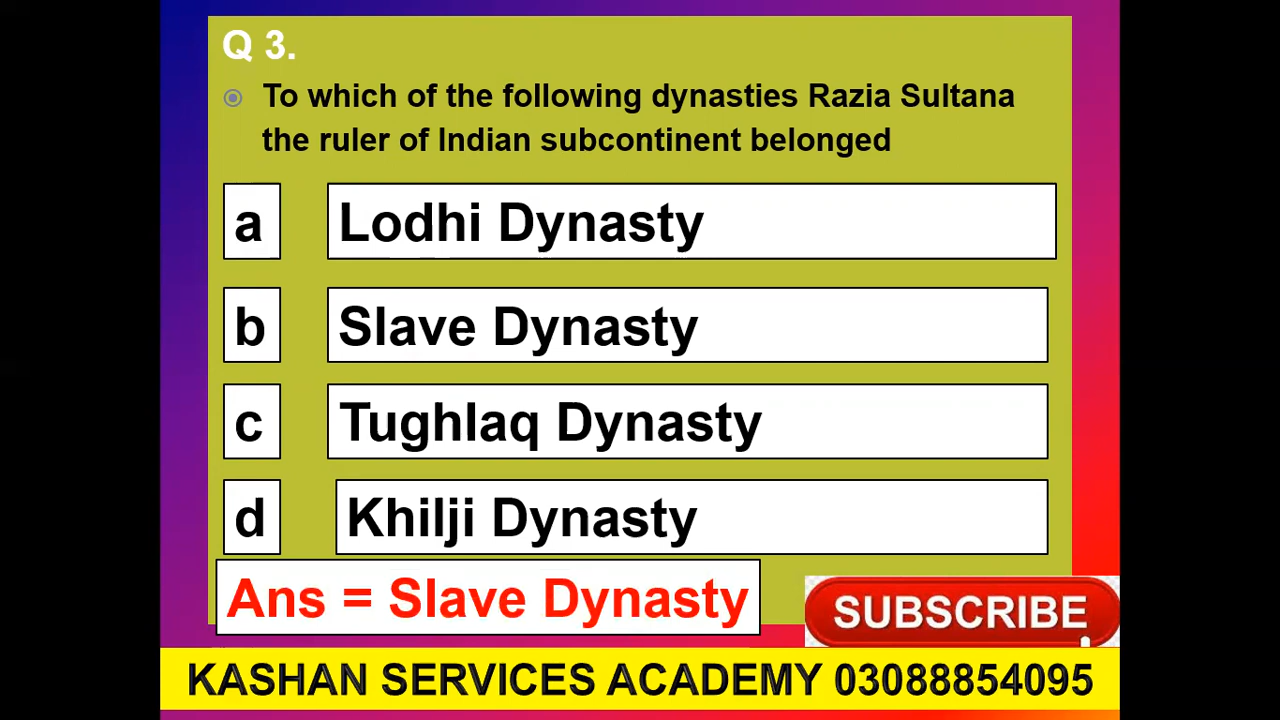 Q 3.
To which of the following dynasties Razia Sultana
the ruler of Indian subcontinent belonged
a Lodhi Dynasty
b Slave Dynasty
c Tughlaq Dynasty
d Khilji Dynasty
Ans = Slave Dynasty
SUBSCRIBE
KASHAN SERVICES ACADEMY 03088854095